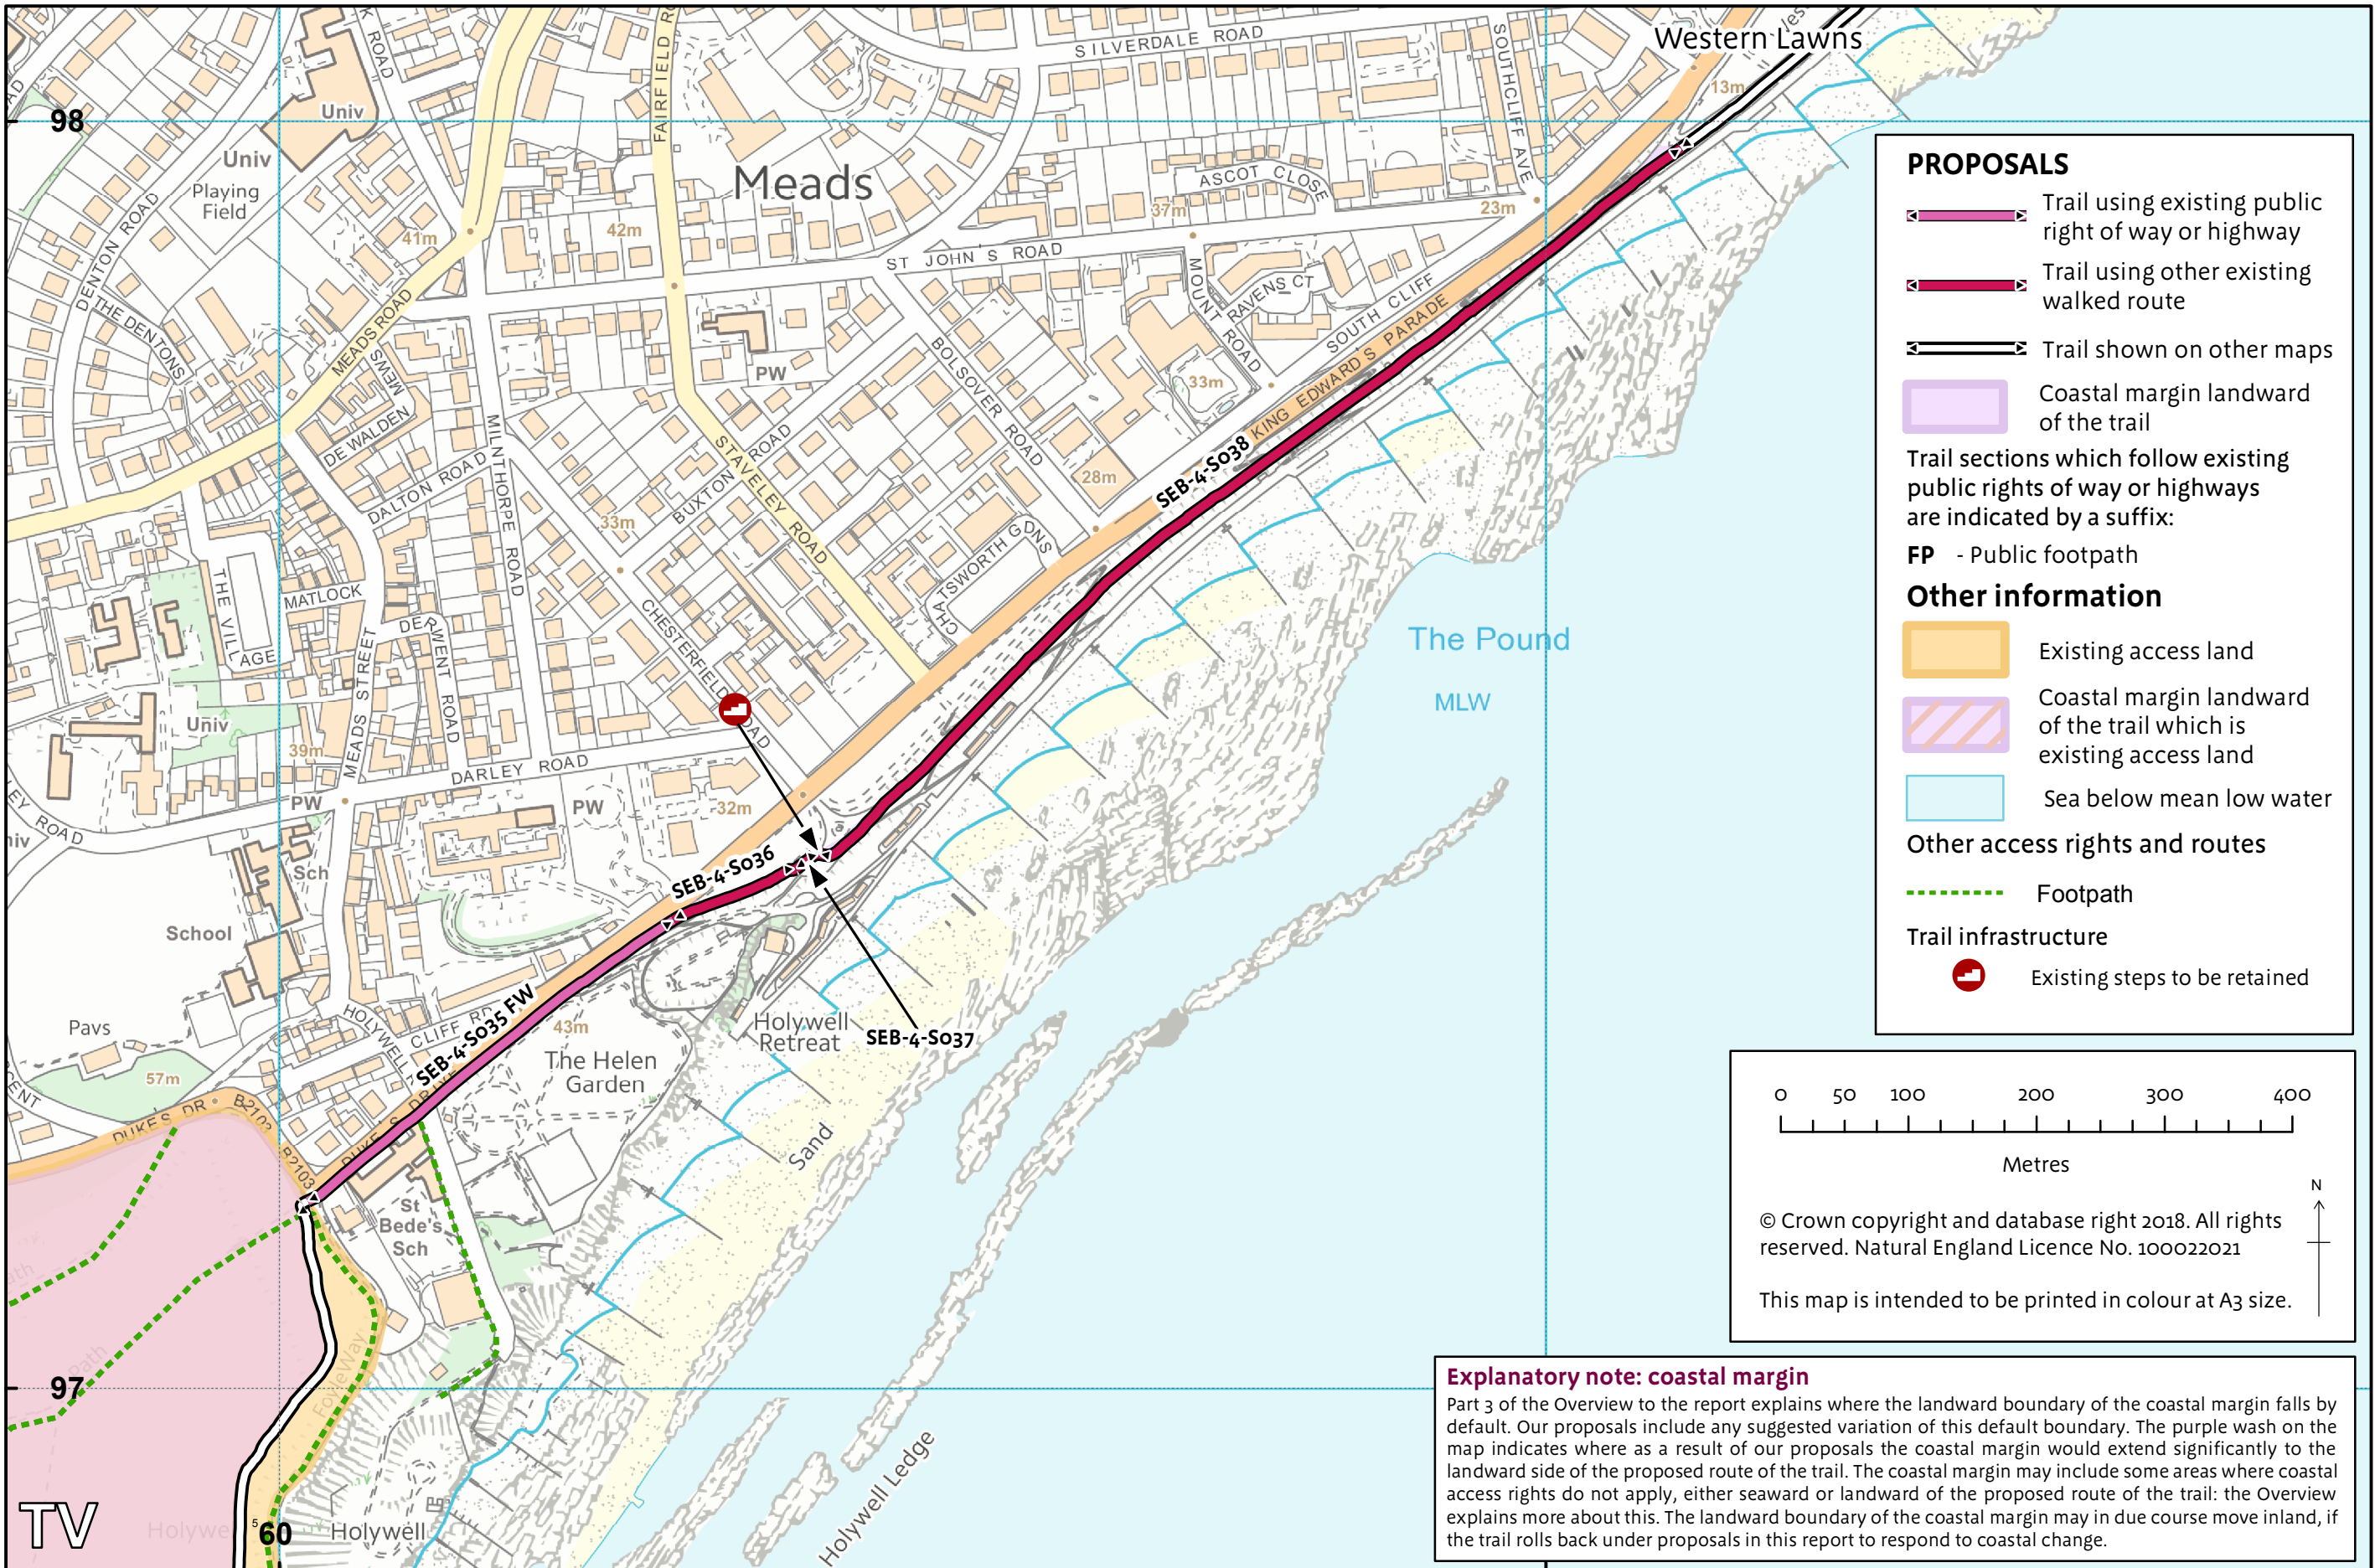 SILVERDALE ROAD
Western Lawns
SOUTHCLIFF AVE
FAIRFIELD
ROAD
13m
98
Univ
Univ
Playing
Field
Meads
ASCOT CLOSE
37m
23m
42m
41m
DENTON ROAD
THE DENTONS
MEADS ROAD
MEWS
ST JOHN'S ROAD
MOUNT ROAD
RAVENS CT
SOUTH CLIFF
KING EDWARD'S PARADE
33m
PW
BOLSOVER ROAD
DE WALDEN
DALTON ROAD
MILNTHORPE ROAD
STAVELEY ROAD
BUXTON ROAD
33m
28m
SEB-4-S038
CHATSWORTH GDNS
THE VILLAGE
MATLOCK
DERWENT ROAD
MEADS STREET
CHESTERFIELD ROAD
The Pound
MLW
Univ
39m
DARLEY ROAD
PW
PW
32m
ROAD
Sch
SEB-4-S036
School
SEB-4-S035 FW
SEB-4-S037
Pavs
HOLYWELL
CLIFF RD
43m
Holywell
Retreat
The Helen
Garden
57m
DUKES DR
B2103
DUKE'S DRIVE
B2103
Sand
St
Bede's
Sch
97
Path
Foyle Way
Holywell Ledge
TV
Holywell
5
60
Holywell
PROPOSALS
Trail using existing public
right of way or highway
Trail using other existing
walked route
Trail shown on other maps
Coastal margin landward
of the trail
Trail sections which follow existing
public rights of way or highways
are indicated by a suffix:
FP - Public footpath
Other information
Existing access land
Coastal margin landward
of the trail which is
existing access land
Sea below mean low water
Other access rights and routes
Footpath
Trail infrastructure
Existing steps to be retained
0 50 100 200 300 400
Metres
N
© Crown copyright and database right 2018. All rights
reserved. Natural England Licence No. 100022021
This map is intended to be printed in colour at A3 size.
Explanatory note: coastal margin
Part 3 of the Overview to the report explains where the landward boundary of the coastal margin falls by
default. Our proposals include any suggested variation of this default boundary. The purple wash on the
map indicates where as a result of our proposals the coastal margin would extend significantly to the
landward side of the proposed route of the trail. The coastal margin may include some areas where coastal
access rights do not apply, either seaward or landward of the proposed route of the trail: the Overview
explains more about this. The landward boundary of the coastal margin may in due course move inland, if
the trail rolls back under proposals in this report to respond to coastal change.